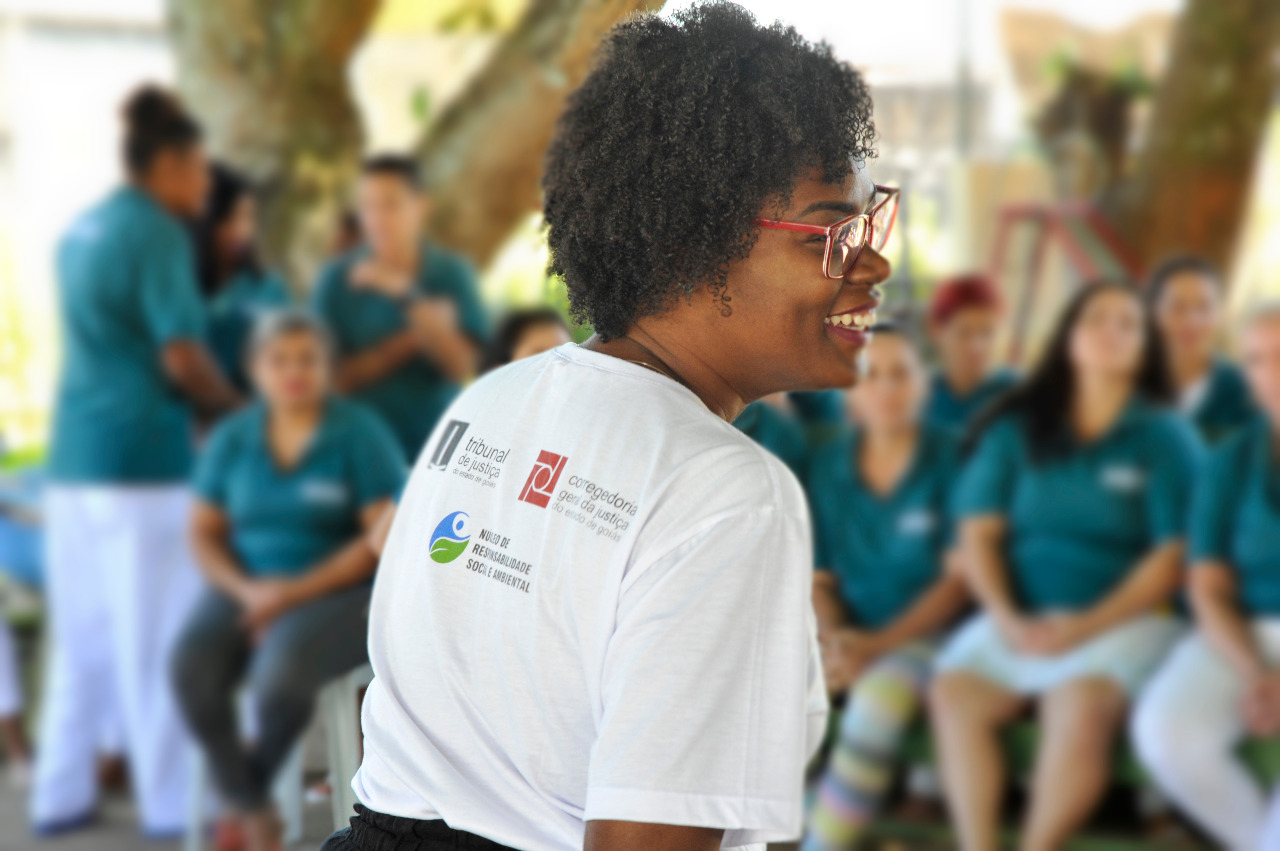 tribunal
de justiça
do estado de goiás
corregedoria
geral da justiça
do estado de goiás
NÚCLEO DE
RESPONSABILIDADE
SOCIAL E AMBIENTAL